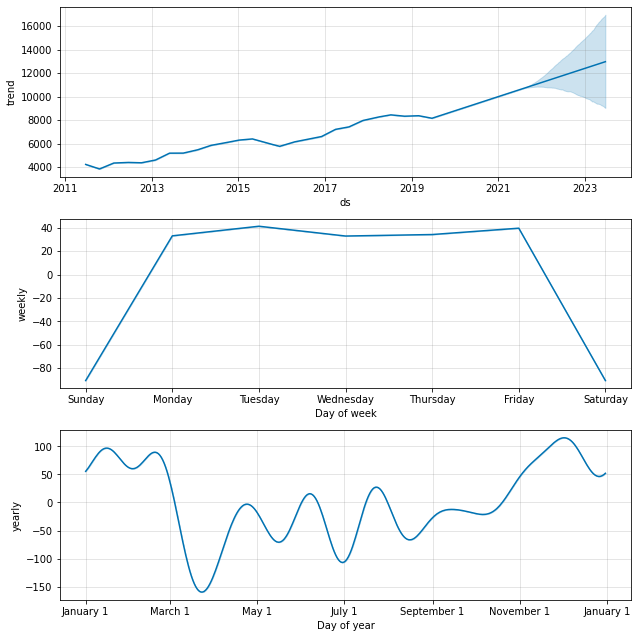 16000
14000
12000
10000
8000
6000
4000
trend
2011 2013 2015 2017 2019 2021 2023
ds
40
20
0
−20
−40
−60
−80
weekly
Sunday Monday Tuesday Wednesday Thursday Friday Saturday
Day of week
100
50
0
−50
−100
−150
yearly
January 1 March 1 May 1 July 1 September 1 November 1 January 1
Day of year